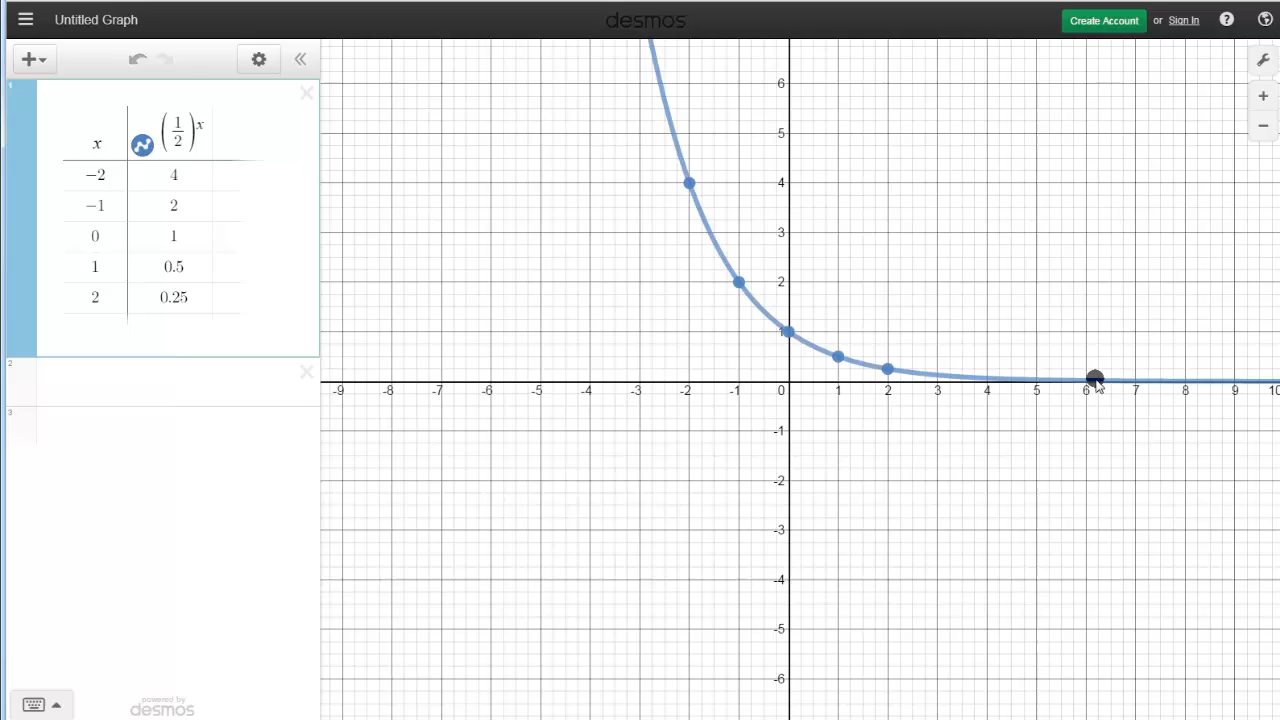 Untitled Graph
desmos
Create Account or Sign In ?
1
x (1/2)^x
−2 4
−1 2
0 1
1 0.5
2 0.25
2
3
6
5
4
3
2
1
-9 -8 -7 -6 -5 -4 -3 -2 -1 0 1 2 3 4 5 6 7 8 9 10
-1
-2
-3
-4
-5
-6
powered by
desmos